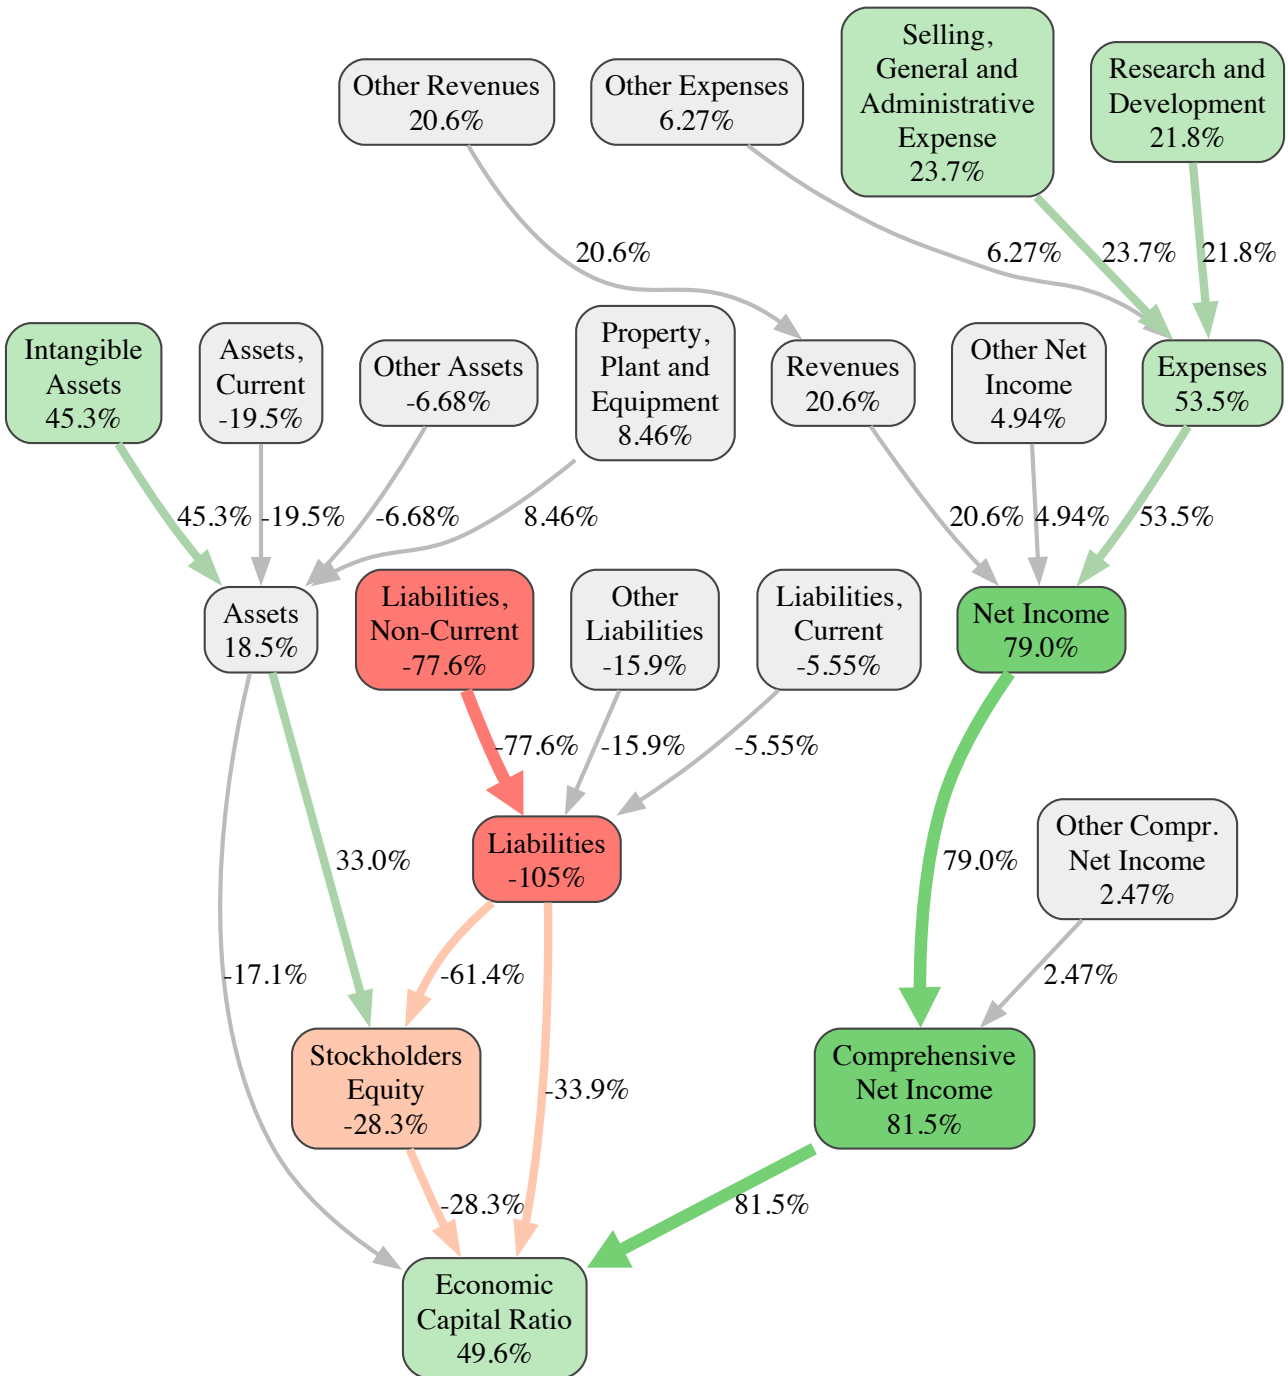 Other Revenues
20.6%
Other Expenses
6.27%
Selling,
General and
Administrative
Expense
23.7%
Research and
Development
21.8%
20.6%
6.27%
23.7%
21.8%
Intangible
Assets
45.3%
Assets,
Current
-19.5%
Other Assets
-6.68%
Property,
Plant and
Equipment
8.46%
Revenues
20.6%
Other Net
Income
4.94%
Expenses
53.5%
45.3%
-19.5%
-6.68%
8.46%
20.6%
4.94%
53.5%
Assets
18.5%
Liabilities,
Non-Current
-77.6%
Other
Liabilities
-15.9%
Liabilities,
Current
-5.55%
Net Income
79.0%
-77.6%
-15.9%
-5.55%
Liabilities
-105%
33.0%
79.0%
Other Compr.
Net Income
2.47%
-17.1%
-61.4%
2.47%
Stockholders
Equity
-28.3%
-33.9%
Comprehensive
Net Income
81.5%
-28.3%
81.5%
Economic
Capital Ratio
49.6%